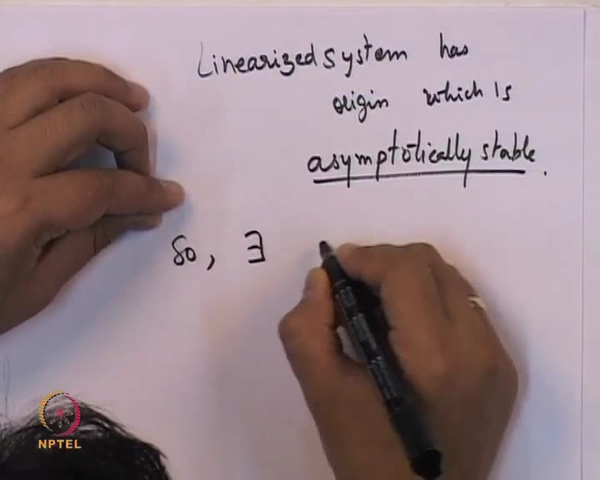 Linearized system has
origin which is
asymptotically stable.
So, ∃
NPTEL